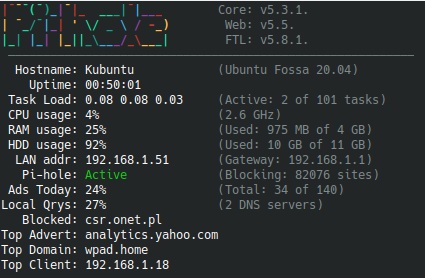 Core: v5.3.1.
Web: v5.5.
FTL: v5.8.1.
Hostname: Kubuntu (Ubuntu Fossa 20.04)
Uptime: 00:50:01
Task Load: 0.08 0.08 0.03 (Active: 2 of 101 tasks)
CPU usage: 4% (2.6 GHz)
RAM usage: 25% (Used: 975 MB of 4 GB)
HDD usage: 92% (Used: 10 GB of 11 GB)
LAN addr: 192.168.1.51 (Gateway: 192.168.1.1)
Pi-hole: Active (Blocking: 82076 sites)
Ads Today: 24% (Total: 34 of 140)
Local Qrys: 27% (2 DNS servers)
Blocked: csr.onet.pl
Top Advert: analytics.yahoo.com
Top Domain: wpad.home
Top Client: 192.168.1.18